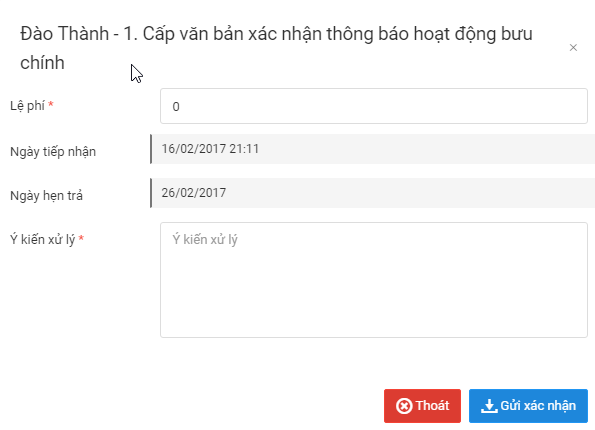 Đào Thành - 1. Cấp văn bản xác nhận thông báo hoạt động bưu
chính
×
Lệ phí * 0
Ngày tiếp nhận 16/02/2017 21:11
Ngày hẹn trả 26/02/2017
Ý kiến xử lý * Ý kiến xử lý
Thoát Gửi xác nhận